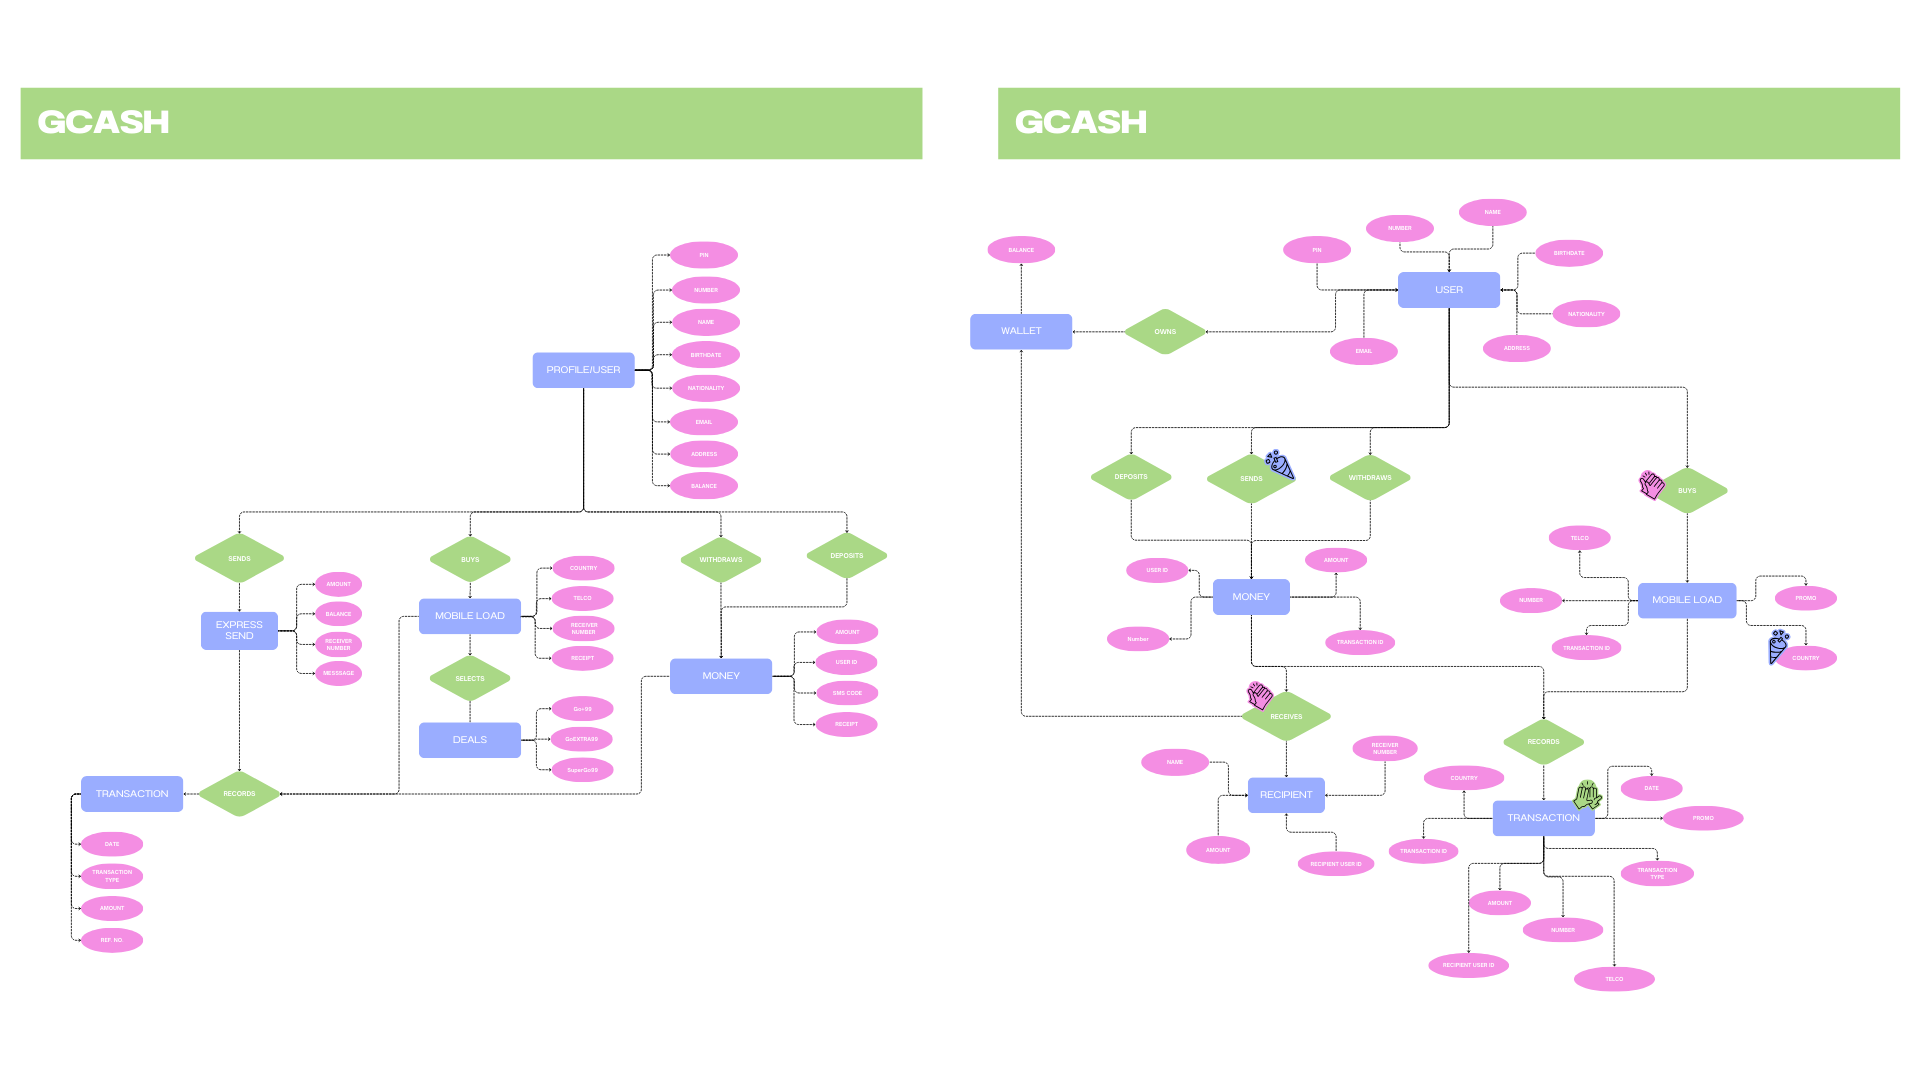 GCASH
PIN
NUMBER
NAME
BIRTHDATE
PROFILE/USER
NATIONALITY
EMAIL
ADDRESS
BALANCE
SENDS
BUYS
WITHDRAWS
DEPOSITS
EXPRESS
SEND
AMOUNT
BALANCE
RECEIVER
NUMBER
MESSSAGE
MOBILE LOAD
COUNTRY
TELCO
RECEIVER
NUMBER
RECEIPT
SELECTS
DEALS
Go+99
GoEXTRA99
SuperGo99
MONEY
AMOUNT
USER ID
SMS CODE
RECEIPT
TRANSACTION
RECORDS
DATE
TRANSACTION
TYPE
AMOUNT
REF. NO
GCASH
NAME
NUMBER
BALANCE
PIN
BIRTHDATE
USER
NATIONALITY
WALLET
OWNS
EMAIL
ADDRESS
DEPOSITS
SENDS
WITHDRAWS
BUYS
TELCO
USER ID
AMOUNT
MONEY
NUMBER
MOBILE LOAD
PROMO
Number
TRANSACTION ID
TRANSACTION ID
COUNTRY
RECEIVES
RECORDS
NAME
RECEIVER
NUMBER
RECIPIENT
AMOUNT
RECIPIENT USER ID
COUNTRY
DATE
TRANSACTION
PROMO
TRANSACTION ID
TRANSACTION
TYPE
AMOUNT
NUMBER
RECIPIENT USER ID
TELCO